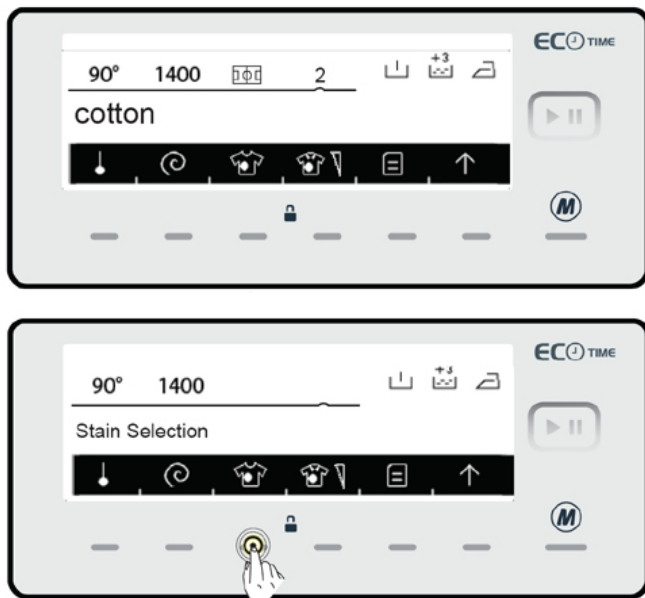 ECO TIME
90° 1400 2 +3
cotton
M
ECO TIME
90° 1400 +3
Stain Selection
M